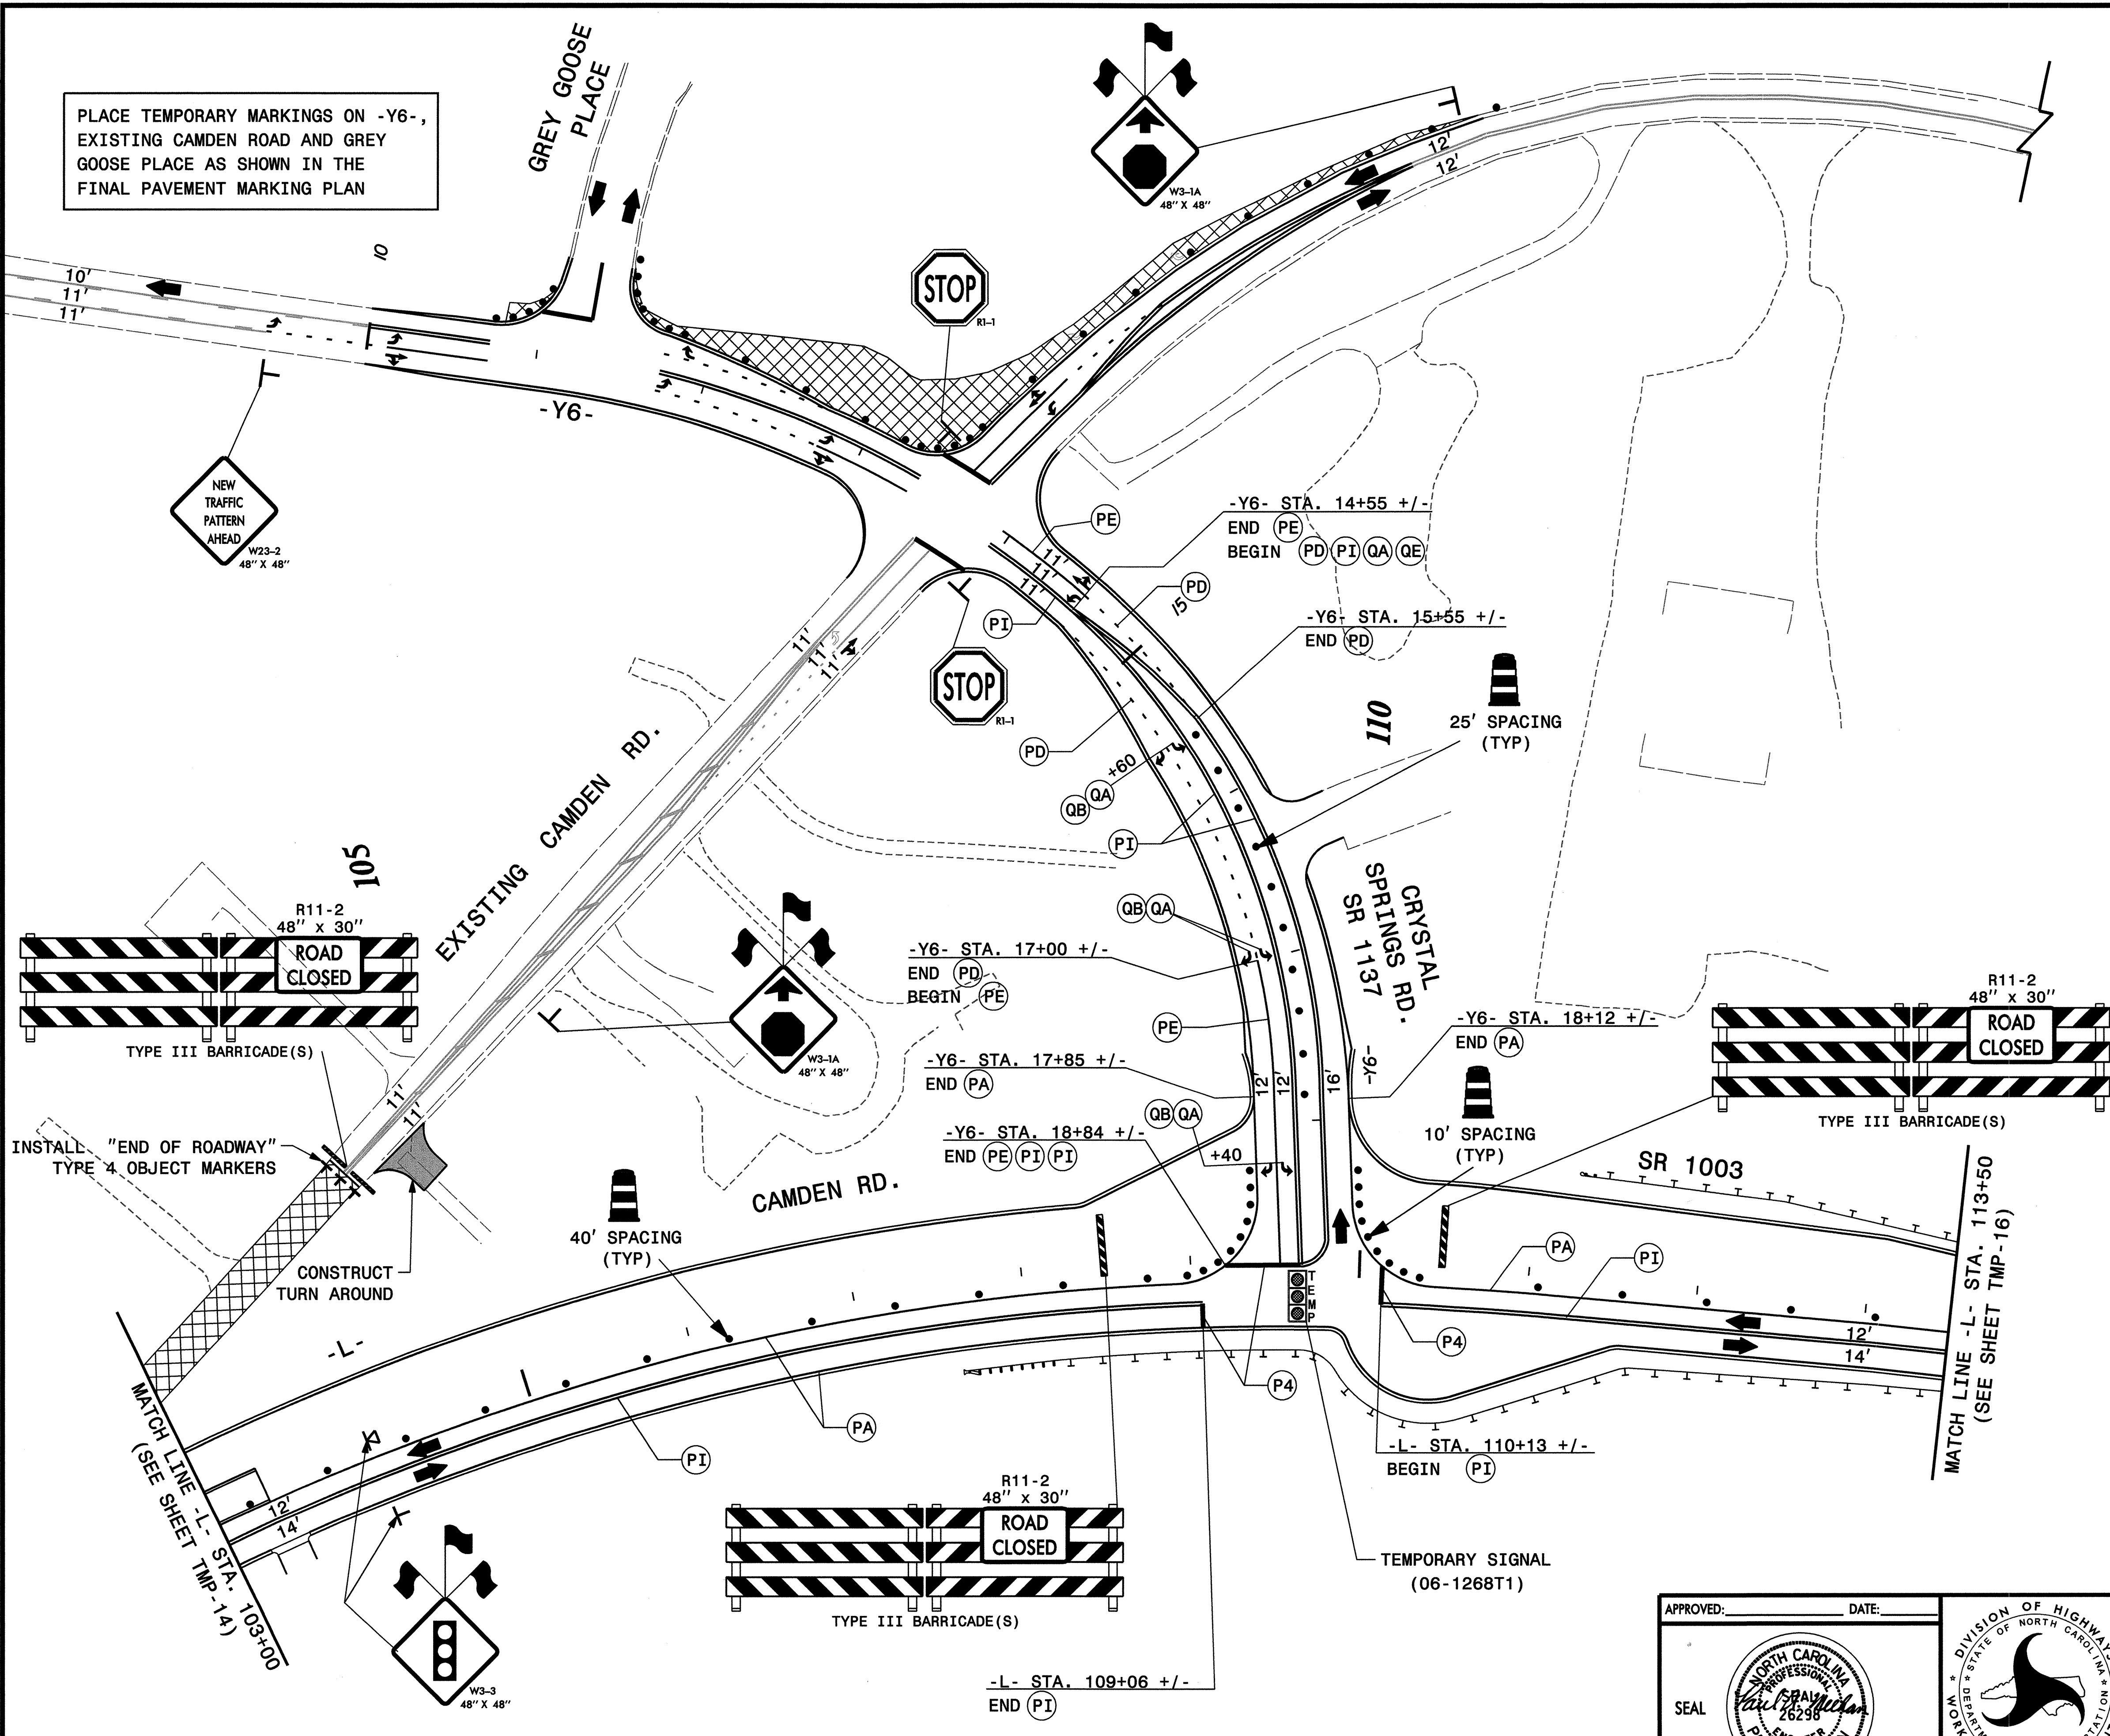 PLACE TEMPORARY MARKINGS ON -Y6-,
EXISTING CAMDEN ROAD AND GREY
GOOSE PLACE AS SHOWN IN THE
FINAL PAVEMENT MARKING PLAN
GREY GOOSE
PLACE
W3-1A
48" X 48"
12'
12'
10
10'
11'
11'
STOP
R1-1
-Y6-
NEW
TRAFFIC
PATTERN
AHEAD
W23-2
48" X 48"
PE
-Y6- STA. 14+55 +/-
END PE
BEGIN PD PI QA QE
11'
11'
11'
PD
15
PI
-Y6- STA. 15+55 +/-
END PD
STOP
R1-1
11'
11'
11'
25' SPACING
(TYP)
110
PD
+60
QB QA
PI
EXISTING CAMDEN RD.
105
R11-2
48" x 30"
ROAD
CLOSED
TYPE III BARRICADE(S)
CRYSTAL
SPRINGS RD.
SR 1137
QB QA
-Y6- STA. 17+00 +/-
END PD
BEGIN PE
W3-1A
48" X 48"
PE
-Y6- STA. 17+85 +/-
END PA
12'
12'
16'
-Y6-
-Y6- STA. 18+12 +/-
END PA
R11-2
48" x 30"
ROAD
CLOSED
TYPE III BARRICADE(S)
11'
11'
INSTALL "END OF ROADWAY"
TYPE 4 OBJECT MARKERS
QB QA
-Y6- STA. 18+84 +/-
END PE PI PI
+40
10' SPACING
(TYP)
SR 1003
CAMDEN RD.
40' SPACING
(TYP)
CONSTRUCT
TURN AROUND
PA
PI
TEMP
-L-
P4
P4
12'
14'
MATCH LINE -L- STA. 113+50
(SEE SHEET TMP-16)
MATCH LINE -L- STA. 103+00
(SEE SHEET TMP-14)
PA
PI
-L- STA. 110+13 +/-
BEGIN PI
12'
14'
R11-2
48" x 30"
ROAD
CLOSED
TYPE III BARRICADE(S)
TEMPORARY SIGNAL
(06-1268T1)
W3-3
48" X 48"
-L- STA. 109+06 +/-
END PI
APPROVED: DATE:
SEAL
NORTH CAROLINA
PROFESSIONAL
SEAL
26298
DIVISION OF HIGHWAYS
STATE OF NORTH CAROLINA